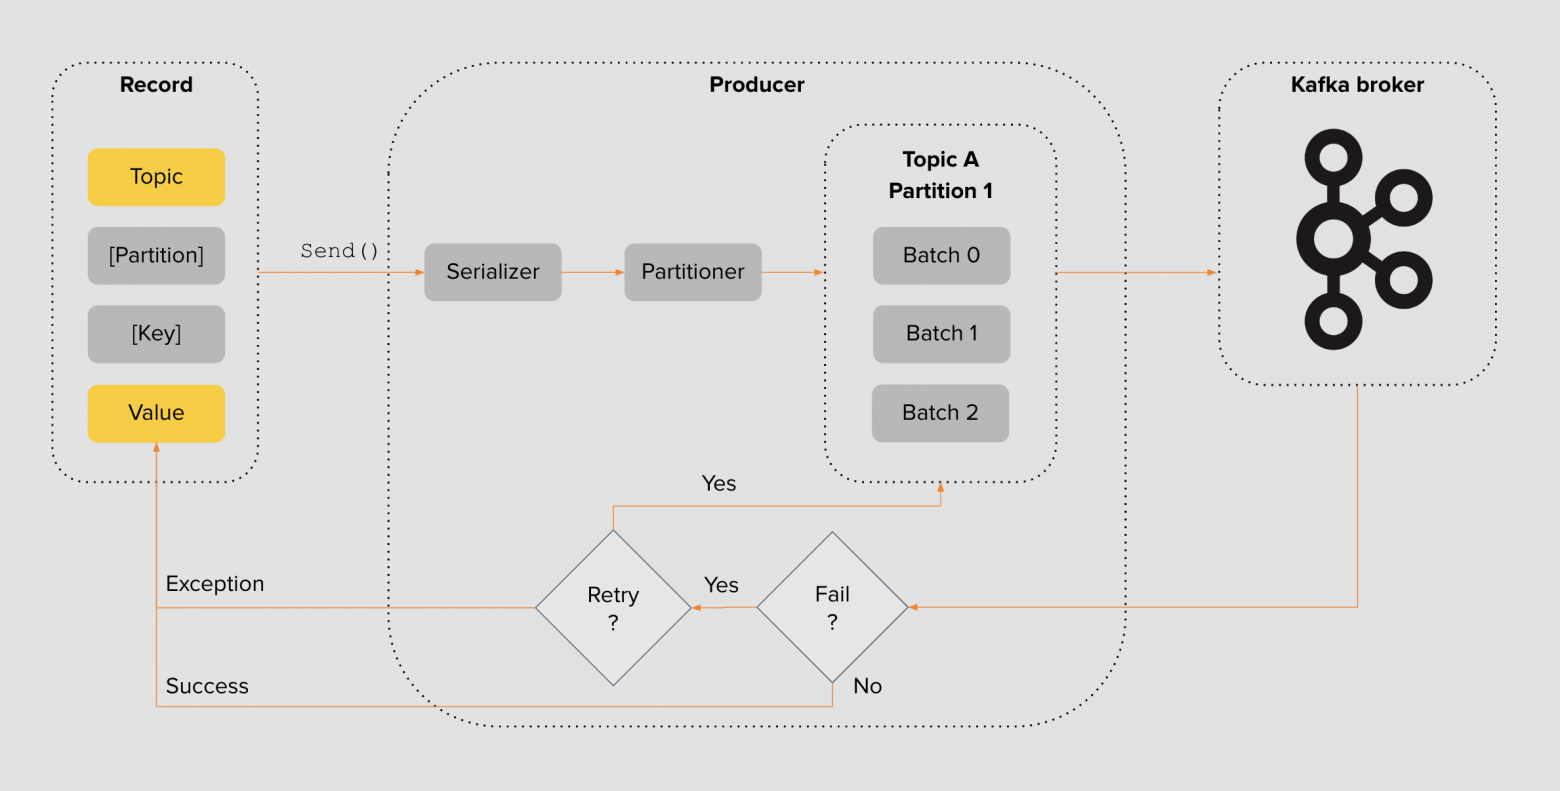 Record
Topic
[Partition]
[Key]
Value
Send()
Producer
Serializer
Partitioner
Topic A
Partition 1
Batch 0
Batch 1
Batch 2
Kafka broker
Yes
Retry
?
Yes
Fail
?
No
Exception
Success